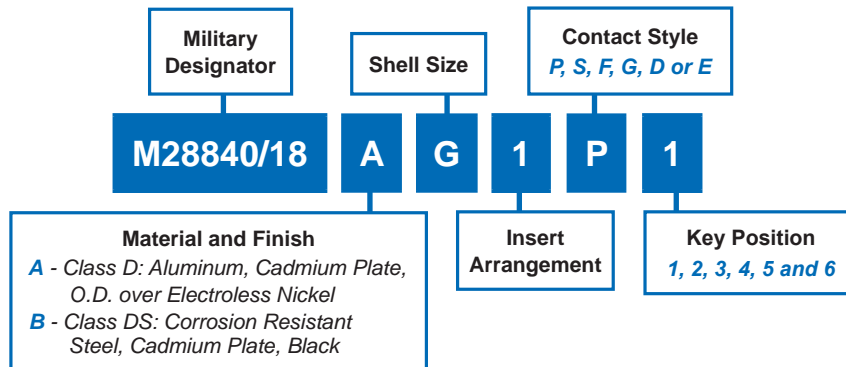 Military
Designator
Shell Size
Contact Style
P, S, F, G, D or E
M28840/18 A G 1 P 1
Material and Finish
A - Class D: Aluminum, Cadmium Plate,
O.D. over Electroless Nickel
B - Class DS: Corrosion Resistant
Steel, Cadmium Plate, Black
Insert
Arrangement
Key Position
1, 2, 3, 4, 5 and 6